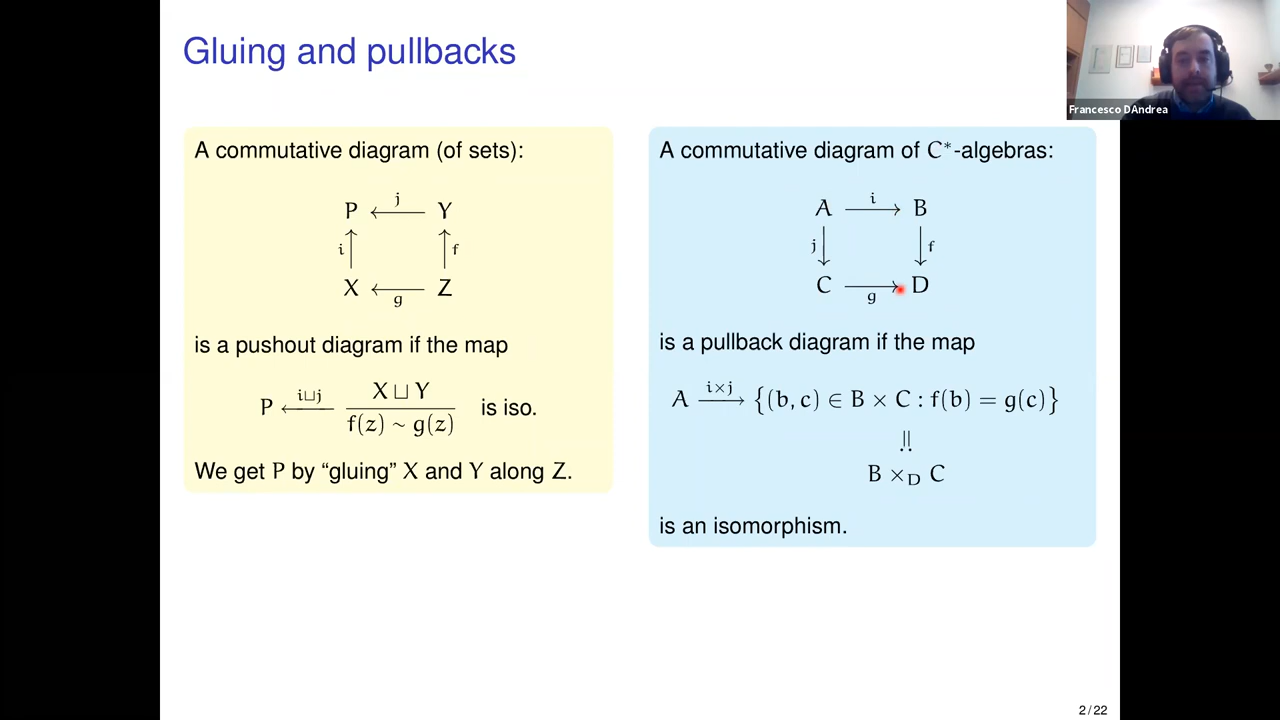 Gluing and pullbacks
Francesco DAndrea
A commutative diagram (of sets):
P ←j Y
i↑ ↑f
X ←g Z
is a pushout diagram if the map
P ←i⊔j X ⊔ Y / f(z) ∼ g(z) is iso.
We get P by “gluing” X and Y along Z.
A commutative diagram of C*-algebras:
A →i B
j↓ ↓f
C →g D
is a pullback diagram if the map
A →i×j {(b, c) ∈ B × C : f(b) = g(c)}
=:
B ×_D C
is an isomorphism.
2 / 22